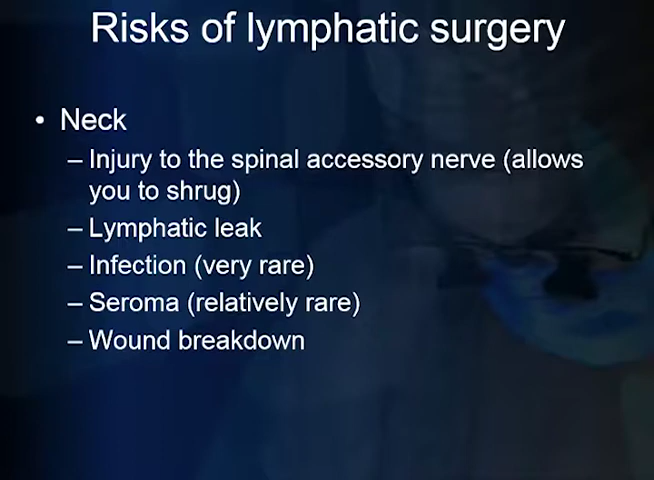 Risks of lymphatic surgery
• Neck
– Injury to the spinal accessory nerve (allows
you to shrug)
– Lymphatic leak
– Infection (very rare)
– Seroma (relatively rare)
– Wound breakdown